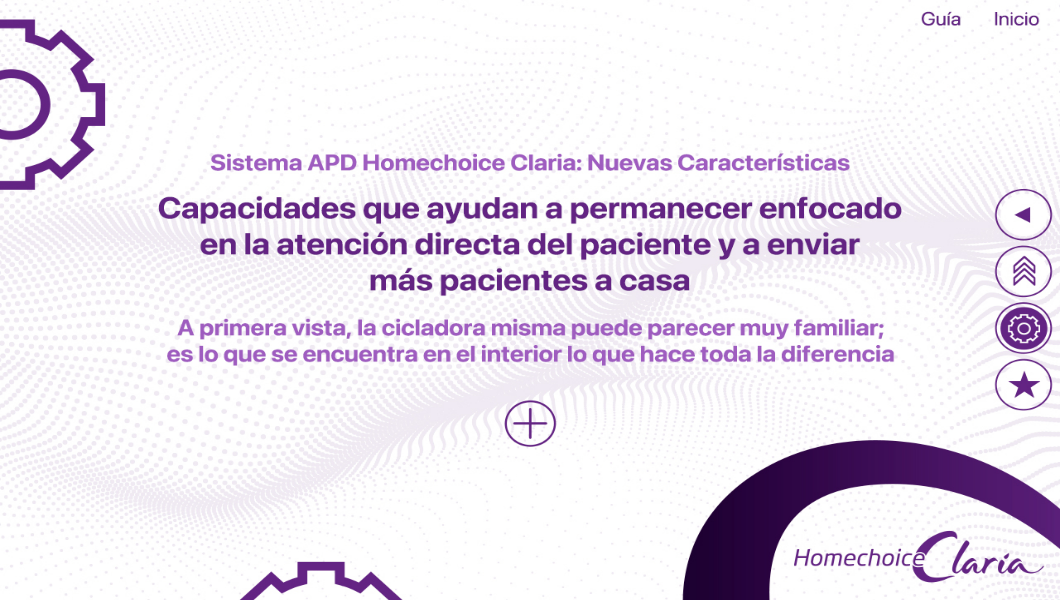 Guía Inicio
Sistema APD Homechoice Claria: Nuevas Características
Capacidades que ayudan a permanecer enfocado
en la atención directa del paciente y a enviar
más pacientes a casa
A primera vista, la cicladora misma puede parecer muy familiar;
es lo que se encuentra en el interior lo que hace toda la diferencia
Homechoice Claria